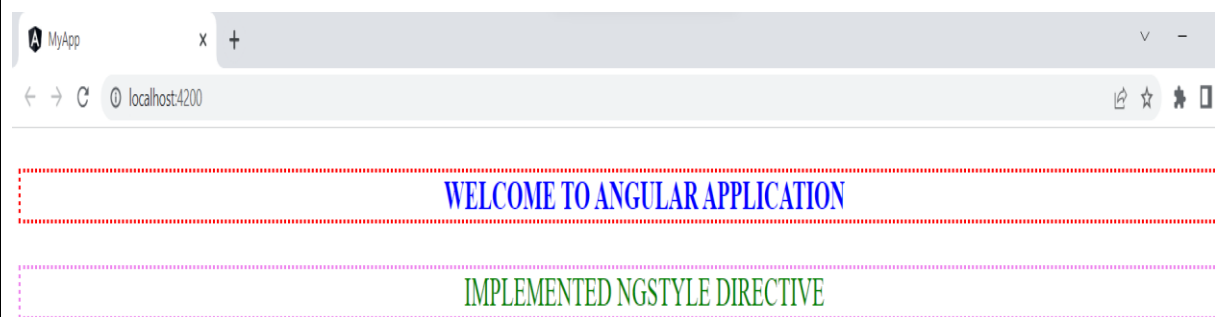 MyApp
localhost:4200
WELCOME TO ANGULAR APPLICATION
IMPLEMENTED NGSTYLE DIRECTIVE